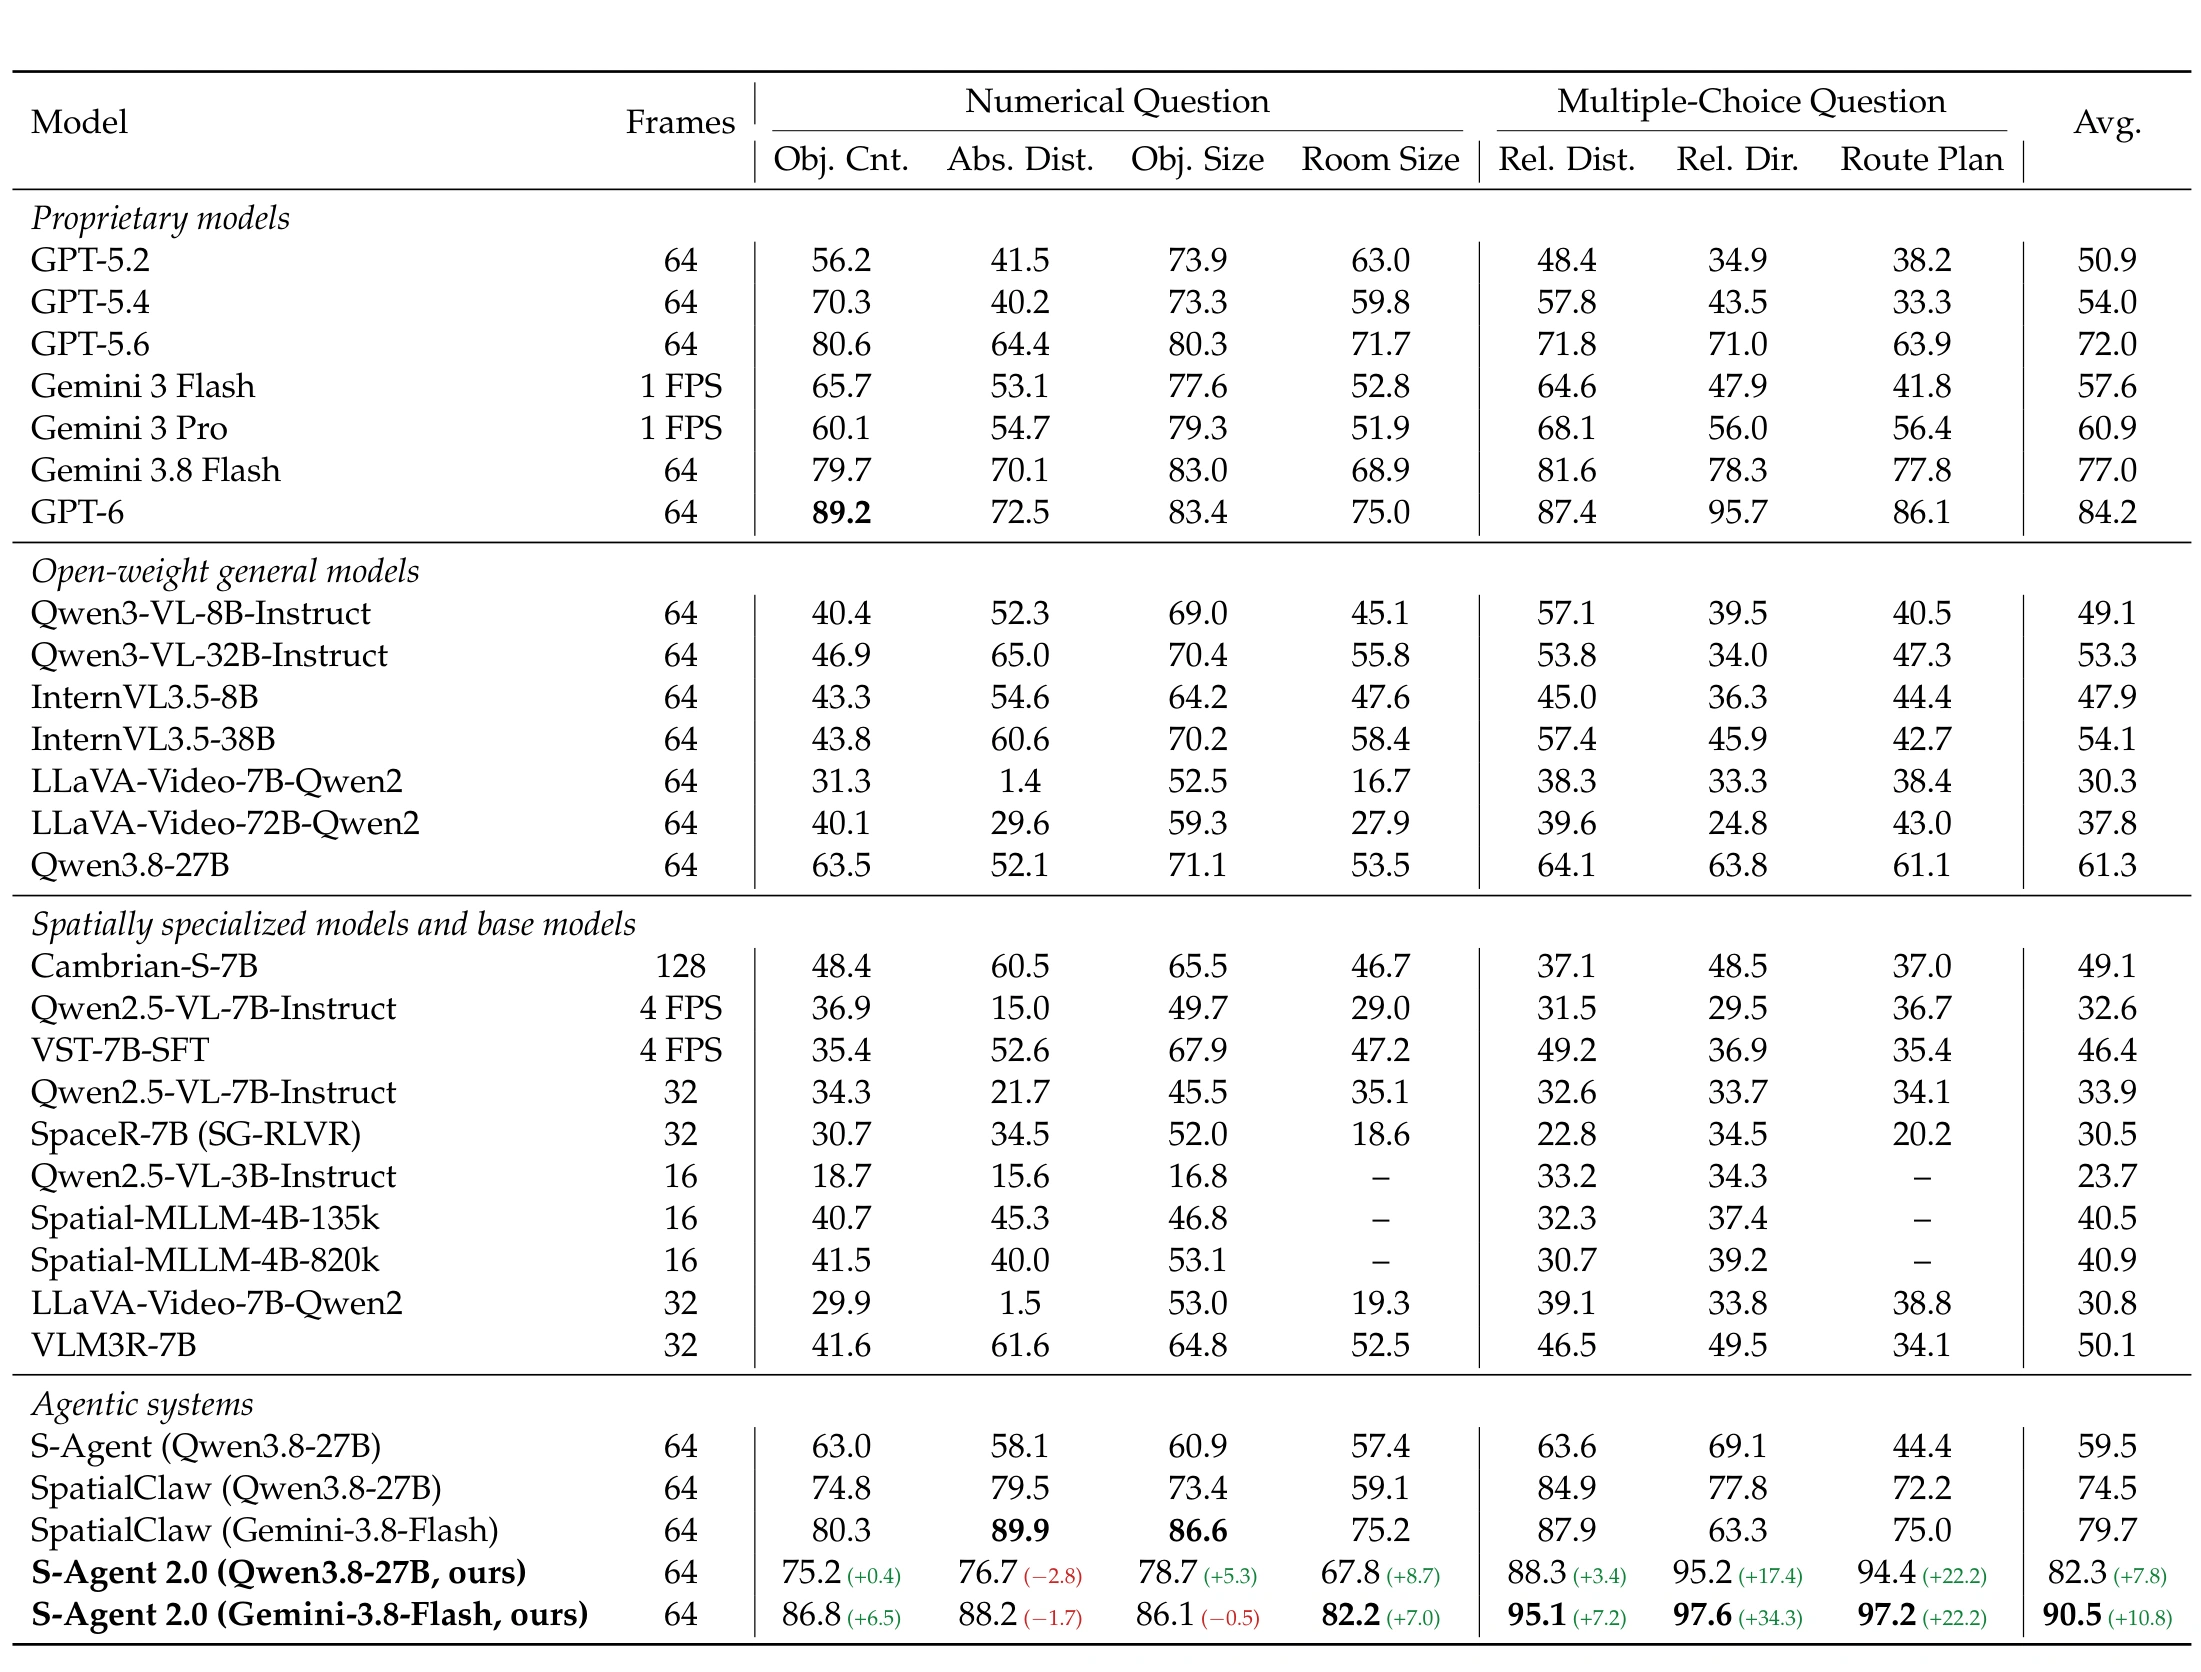 Model Frames Numerical Question Multiple-Choice Question Avg.
Obj. Cnt. Abs. Dist. Obj. Size Room Size Rel. Dist. Rel. Dir. Route Plan
Proprietary models
GPT-5.2 64 56.2 41.5 73.9 63.0 48.4 34.9 38.2 50.9
GPT-5.4 64 70.3 40.2 73.3 59.8 57.8 43.5 33.3 54.0
GPT-5.6 64 80.6 64.4 80.3 71.7 71.8 71.0 63.9 72.0
Gemini 3 Flash 1 FPS 65.7 53.1 77.6 52.8 64.6 47.9 41.8 57.6
Gemini 3 Pro 1 FPS 60.1 54.7 79.3 51.9 68.1 56.0 56.4 60.9
Gemini 3.8 Flash 64 79.7 70.1 83.0 68.9 81.6 78.3 77.8 77.0
GPT-6 64 89.2 72.5 83.4 75.0 87.4 95.7 86.1 84.2
Open-weight general models
Qwen3-VL-8B-Instruct 64 40.4 52.3 69.0 45.1 57.1 39.5 40.5 49.1
Qwen3-VL-32B-Instruct 64 46.9 65.0 70.4 55.8 53.8 34.0 47.3 53.3
InternVL3.5-8B 64 43.3 54.6 64.2 47.6 45.0 36.3 44.4 47.9
InternVL3.5-38B 64 43.8 60.6 70.2 58.4 57.4 45.9 42.7 54.1
LLaVA-Video-7B-Qwen2 64 31.3 1.4 52.5 16.7 38.3 33.3 38.4 30.3
LLaVA-Video-72B-Qwen2 64 40.1 29.6 59.3 27.9 39.6 24.8 43.0 37.8
Qwen3.8-27B 64 63.5 52.1 71.1 53.5 64.1 63.8 61.1 61.3
Spatially specialized models and base models
Cambrian-S-7B 128 48.4 60.5 65.5 46.7 37.1 48.5 37.0 49.1
Qwen2.5-VL-7B-Instruct 4 FPS 36.9 15.0 49.7 29.0 31.5 29.5 36.7 32.6
VST-7B-SFT 4 FPS 35.4 52.6 67.9 47.2 49.2 36.9 35.4 46.4
Qwen2.5-VL-7B-Instruct 32 34.3 21.7 45.5 35.1 32.6 33.7 34.1 33.9
SpaceR-7B (SG-RLVR) 32 30.7 34.5 52.0 18.6 22.8 34.5 20.2 30.5
Qwen2.5-VL-3B-Instruct 16 18.7 15.6 16.8 – 33.2 34.3 – 23.7
Spatial-MLLM-4B-135k 16 40.7 45.3 46.8 – 32.3 37.4 – 40.5
Spatial-MLLM-4B-820k 16 41.5 40.0 53.1 – 30.7 39.2 – 40.9
LLaVA-Video-7B-Qwen2 32 29.9 1.5 53.0 19.3 39.1 33.8 38.8 30.8
VLM3R-7B 32 41.6 61.6 64.8 52.5 46.5 49.5 34.1 50.1
Agentic systems
S-Agent (Qwen3.8-27B) 64 63.0 58.1 60.9 57.4 63.6 69.1 44.4 59.5
SpatialClaw (Qwen3.8-27B) 64 74.8 79.5 73.4 59.1 84.9 77.8 72.2 74.5
SpatialClaw (Gemini-3.8-Flash) 64 80.3 89.9 86.6 75.2 87.9 63.3 75.0 79.7
S-Agent 2.0 (Qwen3.8-27B, ours) 64 75.2 (+0.4) 76.7 (−2.8) 78.7 (+5.3) 67.8 (+8.7) 88.3 (+3.4) 95.2 (+17.4) 94.4 (+22.2) 82.3 (+7.8)
S-Agent 2.0 (Gemini-3.8-Flash, ours) 64 86.8 (+6.5) 88.2 (−1.7) 86.1 (−0.5) 82.2 (+7.0) 95.1 (+7.2) 97.6 (+34.3) 97.2 (+22.2) 90.5 (+10.8)